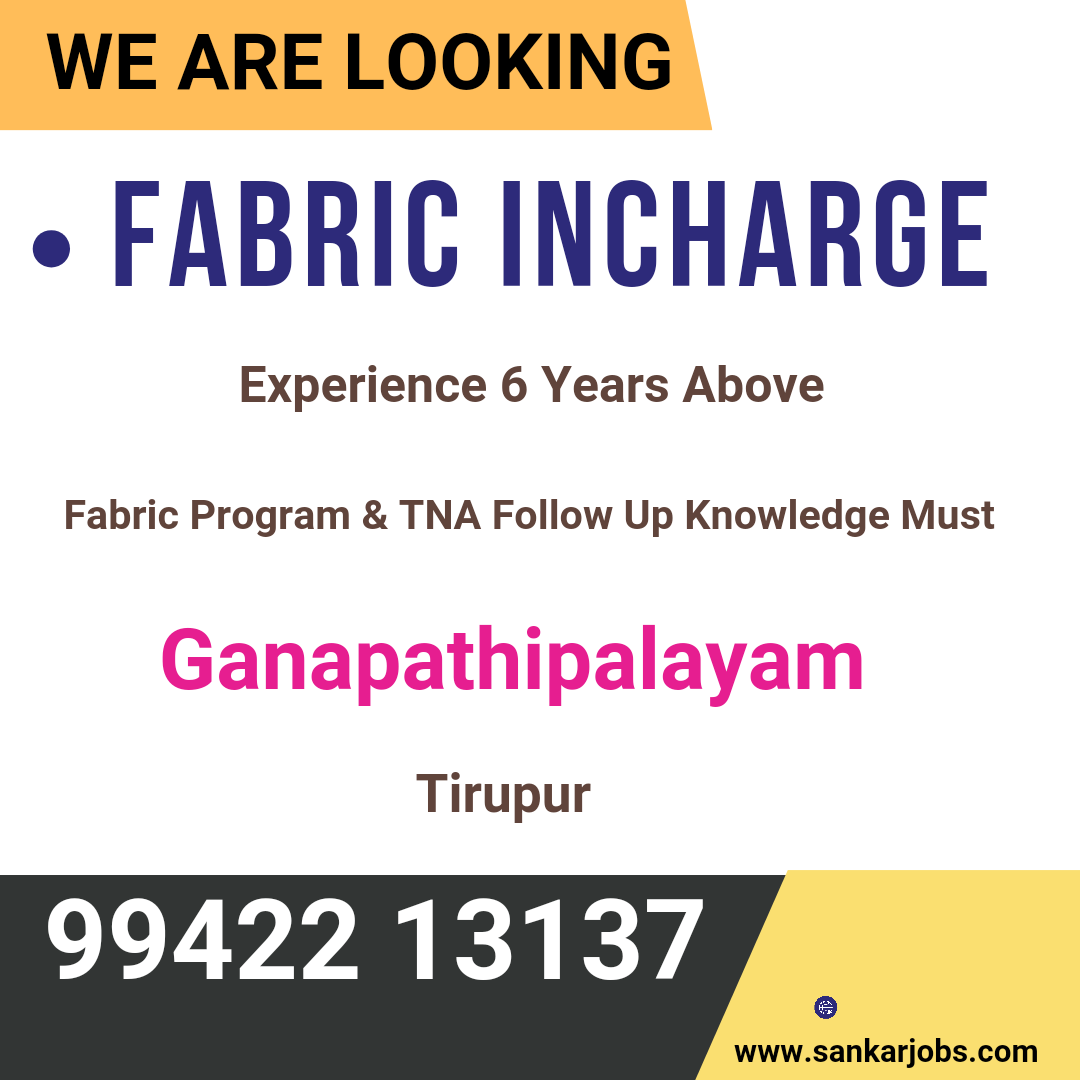 WE ARE LOOKING
• FABRIC INCHARGE
Experience 6 Years Above
Fabric Program & TNA Follow Up Knowledge Must
Ganapathipalayam
Tirupur
99422 13137
www.sankarjobs.com